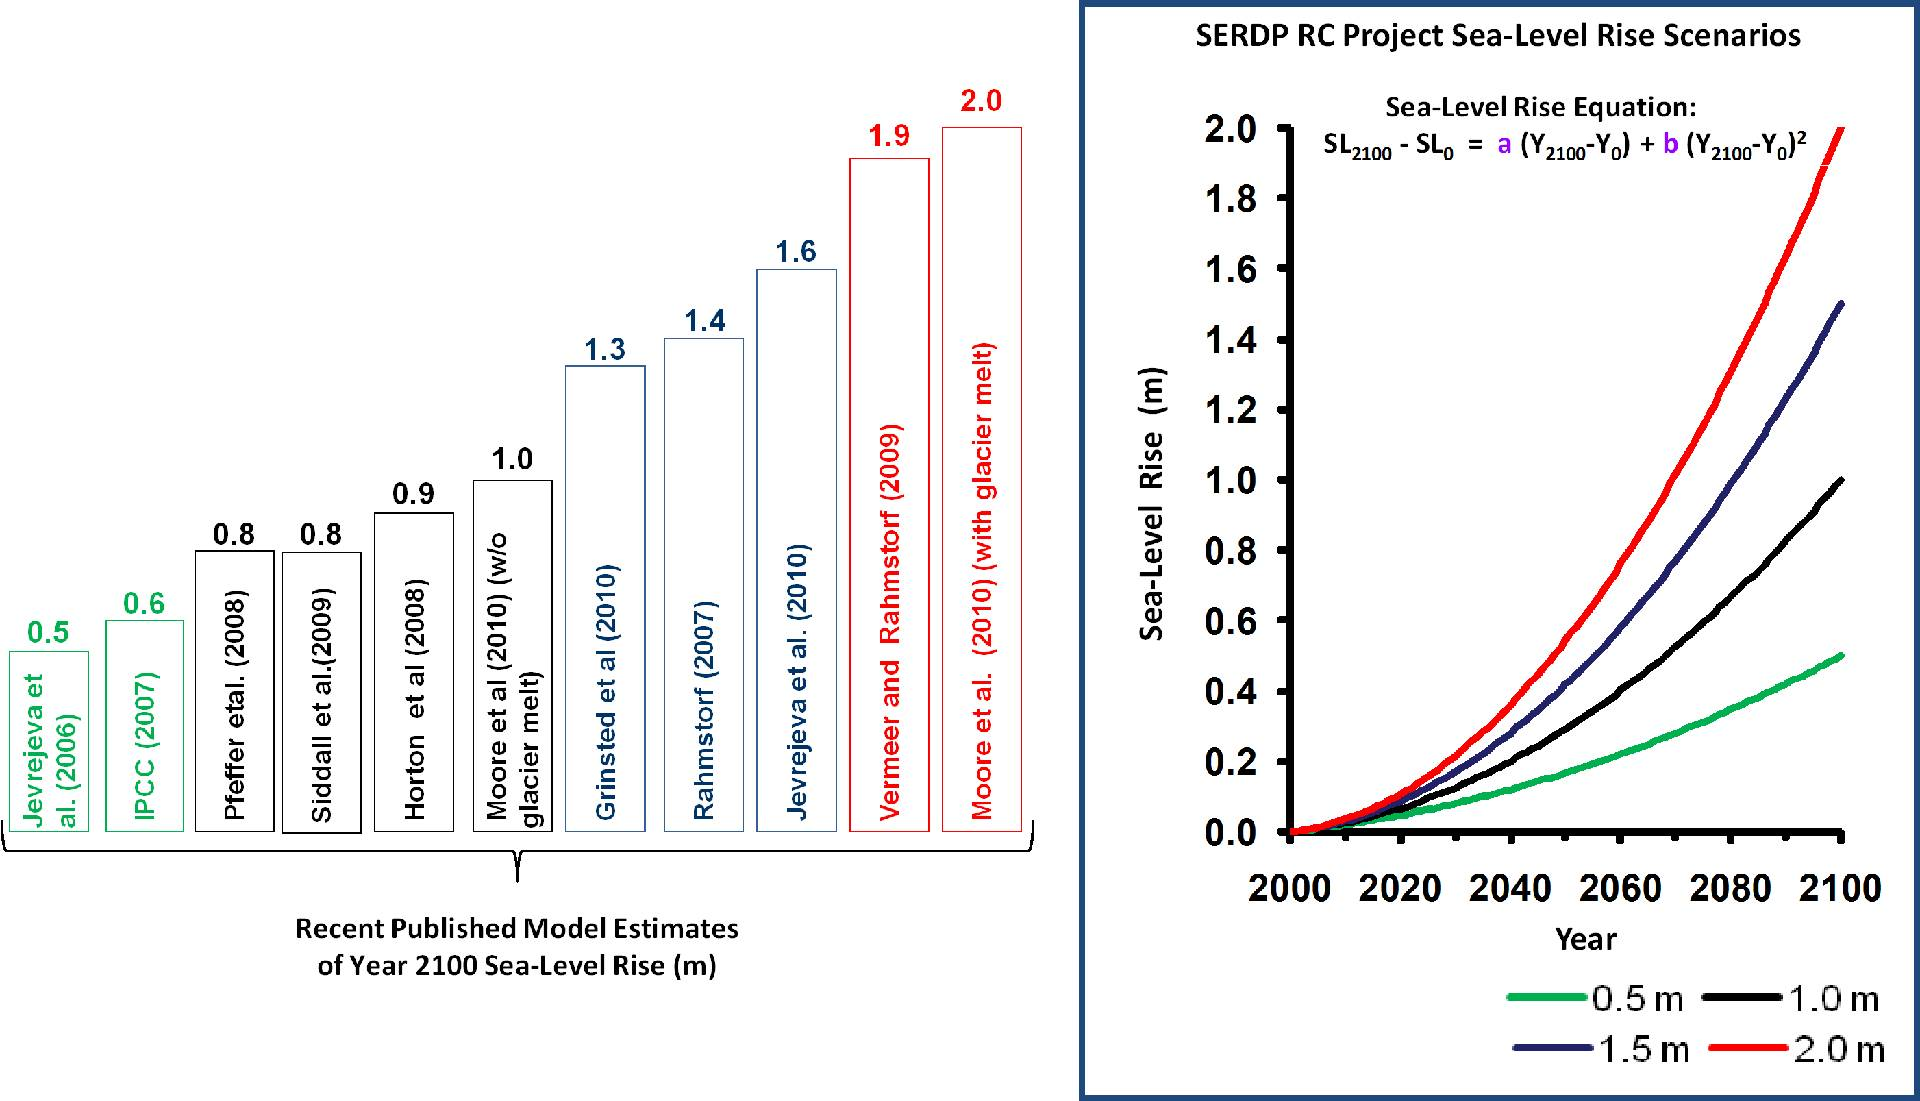 0.5
Jevrejeva et
al. (2006)
0.6
IPCC (2007)
0.8
Pfeffer etal. (2008)
0.8
Siddall et al.(2009)
0.9
Horton et al (2008)
1.0
Moore et al (2010) (w/o
glacier melt)
1.3
Grinsted et al (2010)
1.4
Rahmstorf (2007)
1.6
Jevrejeva et al. (2010)
1.9
Vermeer and Rahmstorf (2009)
2.0
Moore et al. (2010) (with glacier melt)
Recent Published Model Estimates
of Year 2100 Sea-Level Rise (m)
SERDP RC Project Sea-Level Rise Scenarios
Sea-Level Rise Equation:
SL₂₁₀₀ - SL₀ = a (Y₂₁₀₀-Y₀) + b (Y₂₁₀₀-Y₀)²
Sea-Level Rise (m)
2.0
1.8
1.6
1.4
1.2
1.0
0.8
0.6
0.4
0.2
0.0
2000 2020 2040 2060 2080 2100
Year
0.5 m 1.0 m
1.5 m 2.0 m